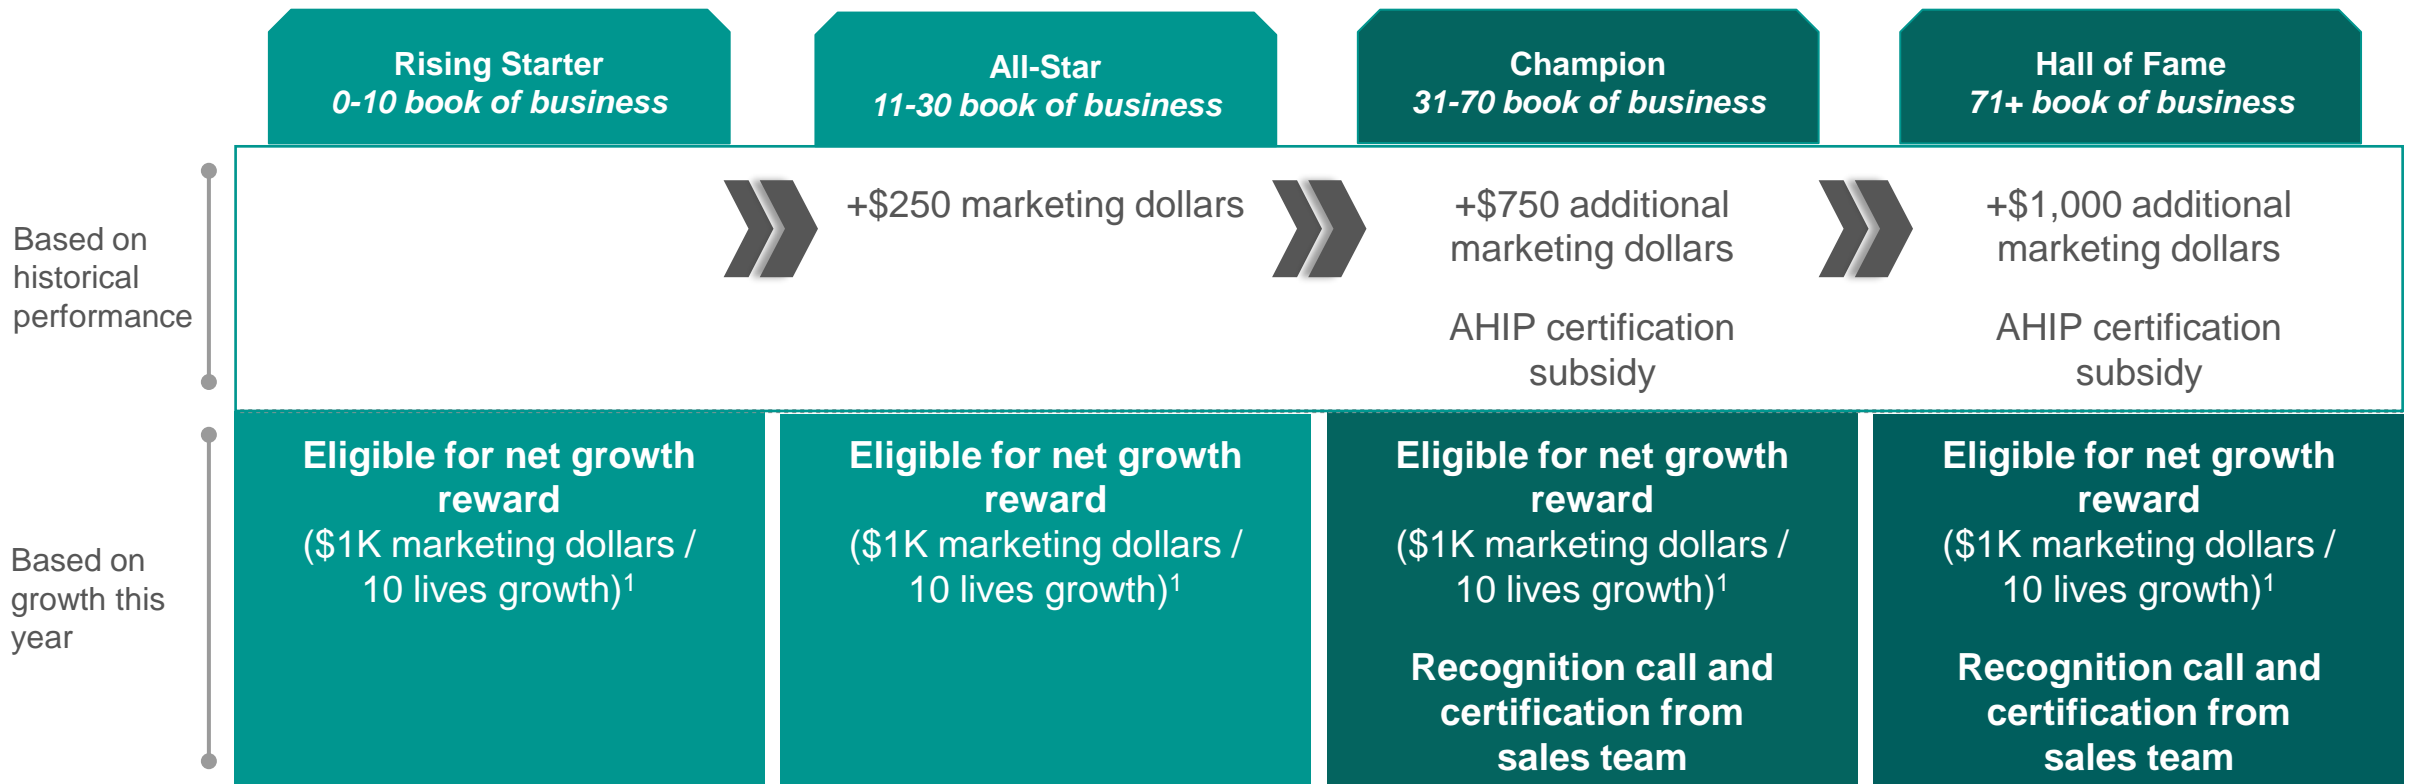 Rising Starter
0-10 book of business
All-Star
11-30 book of business
Champion
31-70 book of business
Hall of Fame
71+ book of business
Based on
historical
performance
+$250 marketing dollars
+$750 additional
marketing dollars
AHIP certification
subsidy
+$1,000 additional
marketing dollars
AHIP certification
subsidy
Based on
growth this
year
Eligible for net growth
reward
($1K marketing dollars /
10 lives growth)1
Eligible for net growth
reward
($1K marketing dollars /
10 lives growth)1
Eligible for net growth
reward
($1K marketing dollars /
10 lives growth)1
Recognition call and
certification from
sales team
Eligible for net growth
reward
($1K marketing dollars /
10 lives growth)1
Recognition call and
certification from
sales team